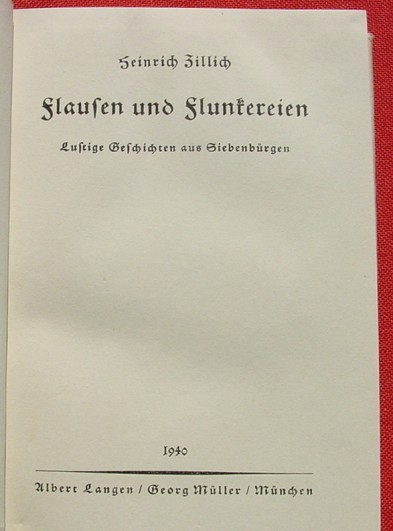 Heinrich Zillich
Flausen und Flunkereien
Lustige Geschichten aus Siebenbürgen
1940
Albert Langen / Georg Müller / München